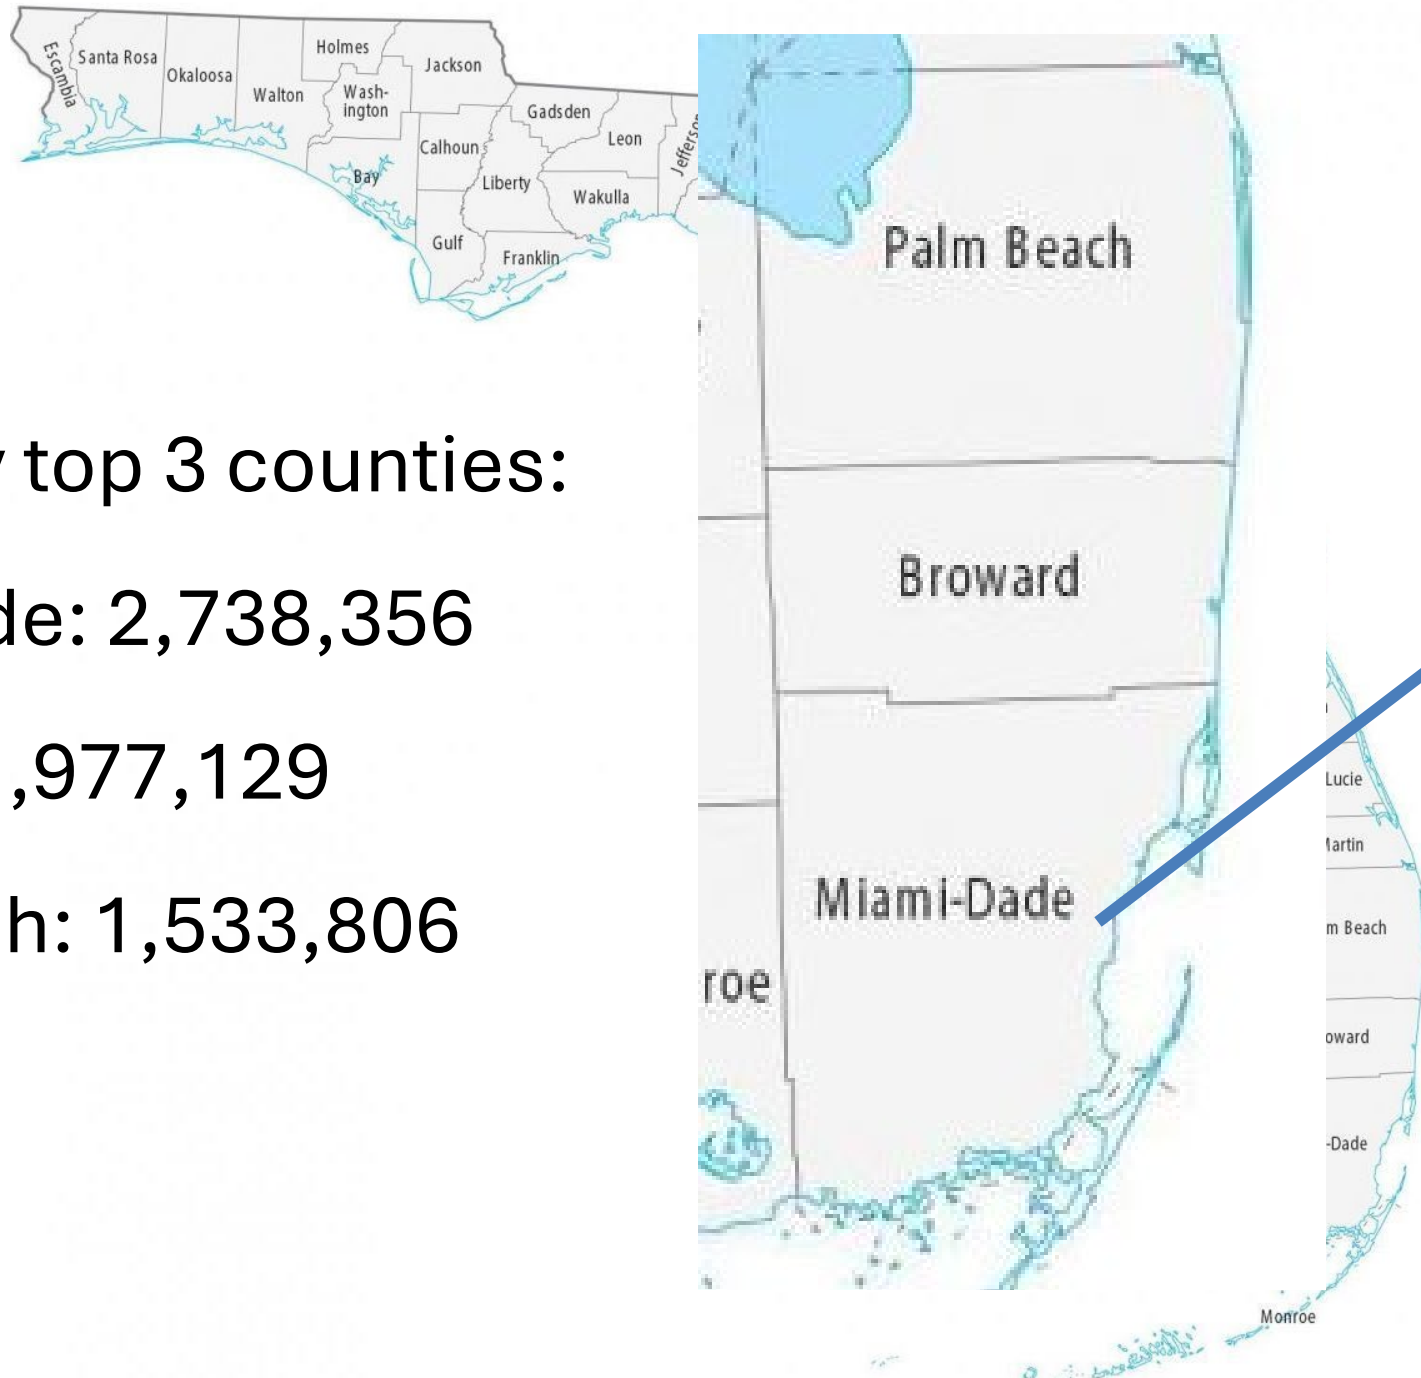 Escambia
Santa Rosa
Okaloosa
Walton
Holmes
Wash-
ington
Jackson
Bay
Calhoun
Gulf
Liberty
Gadsden
Franklin
Leon
Wakulla
Jefferson
top 3 counties:
de: 2,738,356
,977,129
h: 1,533,806
Palm Beach
Broward
Miami-Dade
roe
Lucie
Martin
m Beach
oward
-Dade
Monroe